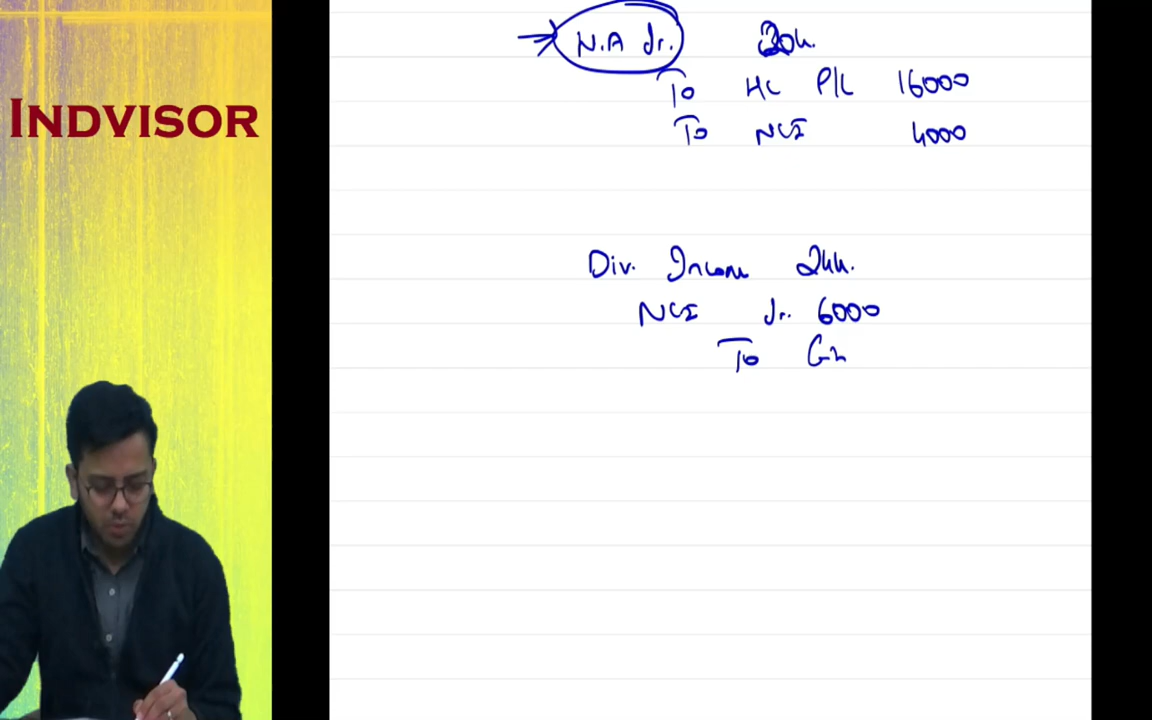 INDVISOR
N.A dr. 20k.
To HC P/L 16000
To NCI 4000
Div. Income 24k.
NCI dr. 6000
To